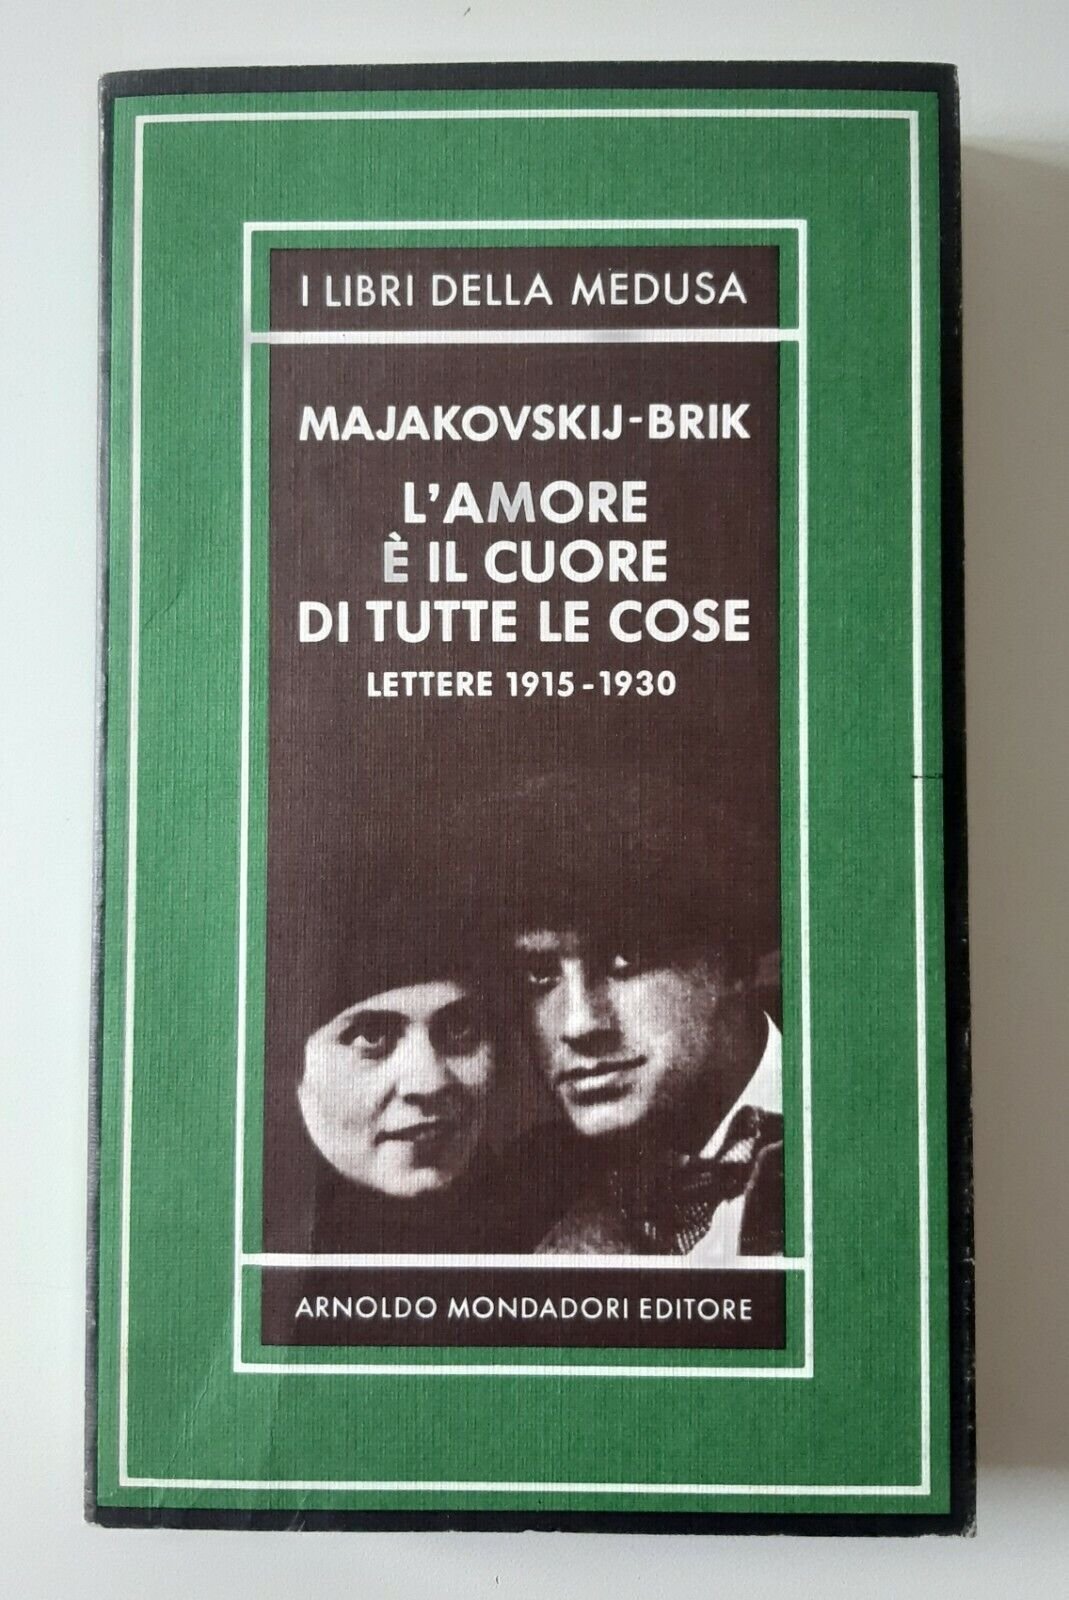 I LIBRI DELLA MEDUSA
MAJAKOVSKIJ-BRIK
L'AMORE
È IL CUORE
DI TUTTE LE COSE
LETTERE 1915-1930
ARNOLDO MONDADORI EDITORE